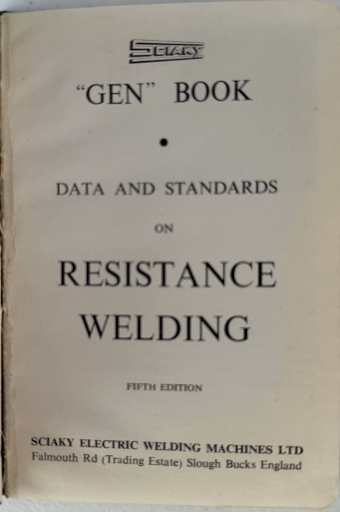 SCIAKY
"GEN" BOOK
•
DATA AND STANDARDS
ON
RESISTANCE
WELDING
FIFTH EDITION
SCIAKY ELECTRIC WELDING MACHINES LTD
Falmouth Rd (Trading Estate) Slough Bucks England